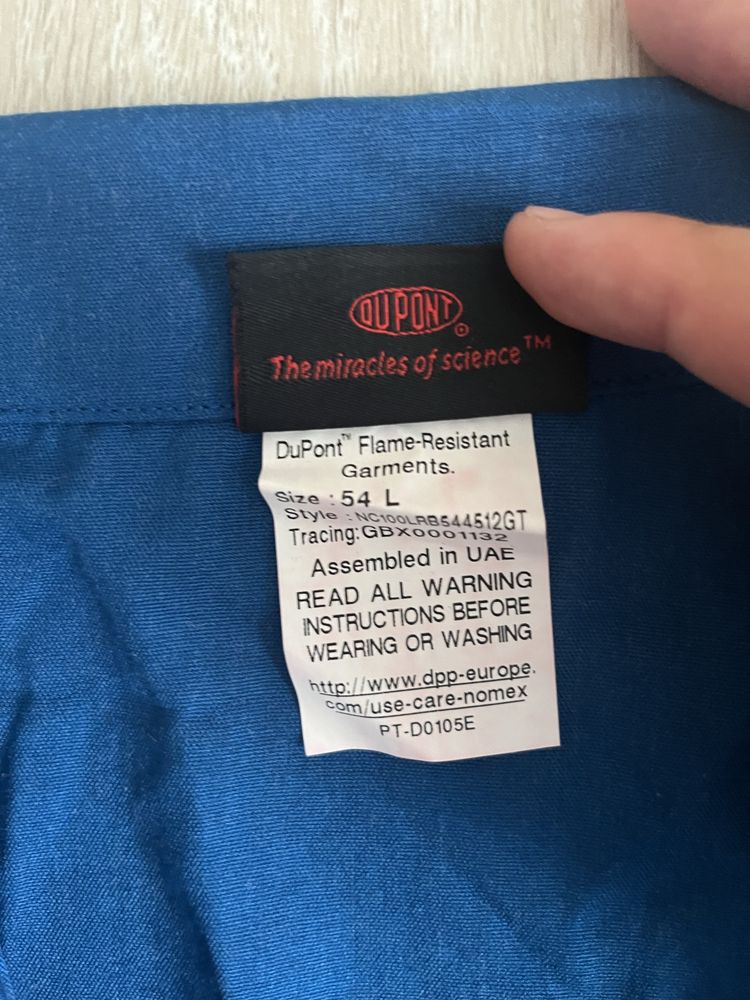 DUPONT®
The miracles of science™
DuPont™ Flame-Resistant
Garments.
Size : 54 L
Style : NC100LRB544512GT
Tracing:GBX0001132
Assembled in UAE
READ ALL WARNING
INSTRUCTIONS BEFORE
WEARING OR WASHING
http://www.dpp-europe.
com/use-care-nomex
PT-D0105E